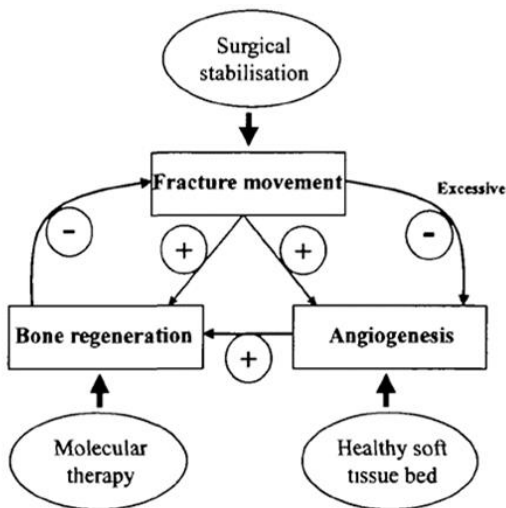 Surgical
stabilisation
Fracture movement
Excessive
-
+
+
-
Bone regeneration
+
Angiogenesis
Molecular
therapy
Healthy soft
tissue bed